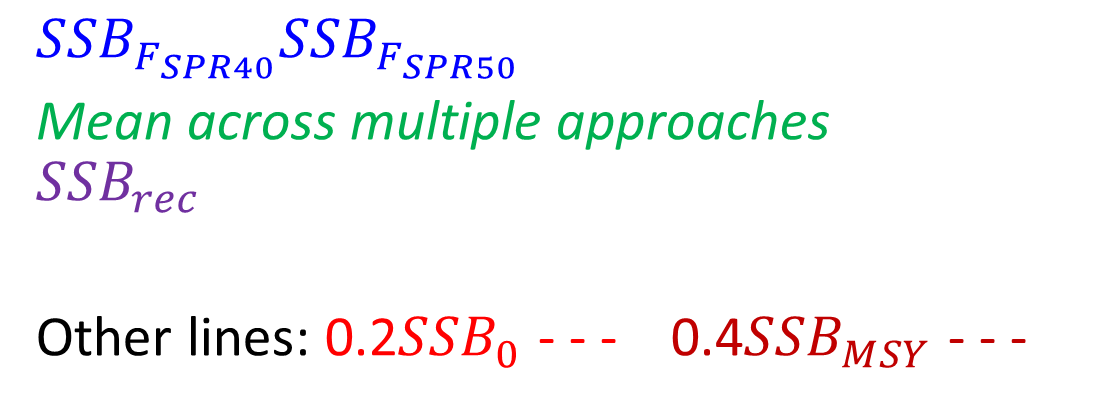 SSB_{F_{SPR40}} SSB_{F_{SPR50}}
Mean across multiple approaches
SSB_{rec}
Other lines: 0.2SSB_0 - - - 0.4SSB_{MSY} - - -